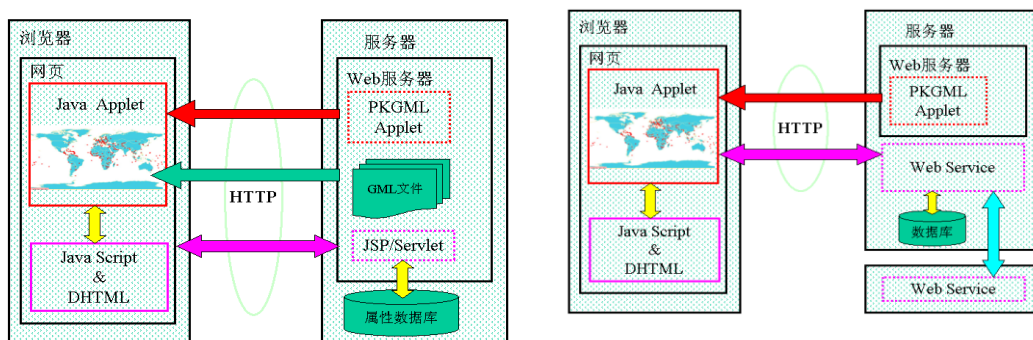 浏览器
网页
Java Applet
Java Script
&
DHTML
HTTP
服务器
Web服务器
PKGML
Applet
GML文件
JSP/Servlet
属性数据库
浏览器
网页
Java Applet
Java Script
&
DHTML
HTTP
服务器
Web服务器
PKGML
Applet
Web Service
数据库
Web Service